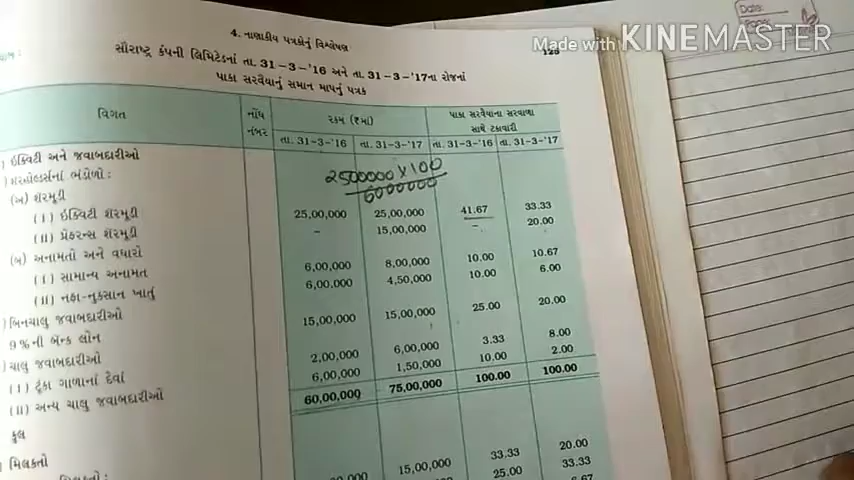 4. નાણાકીય પત્રકોનું વિશ્લેષણ
Made with KINEMASTER
Date:
સૌરાષ્ટ્ર કંપની લિમિટેડનાં તા. 31-3-'16 અને તા. 31-3-'17ના રોજનાં
પાકા સરવૈયાનું સમાન માપનું પત્રક
વિગત નોંધ નંબર રકમ (₹માં) પાકા સરવૈયાના સરવાળા સાથે ટકાવારી
તા. 31-3-'16 તા. 31-3-'17 તા. 31-3-'16 તા. 31-3-'17
) ઇક્વિટી અને જવાબદારીઓ
2500000 x 100
6000000
) શેરહોલ્ડર્સનાં ભંડોળો :
(અ) શેરમૂડી
(I) ઇક્વિટી શૅરમૂડી 25,00,000 25,00,000 41.67 33.33
(II) પ્રેફરન્સ શૅરમૂડી – 15,00,000 – 20.00
(બ) અનામતો અને વધારો
(I) સામાન્ય અનામત 6,00,000 8,00,000 10.00 10.67
(II) નફા-નુકસાન ખાતું 6,00,000 4,50,000 10.00 6.00
) બિનચાલુ જવાબદારીઓ
9%ની બૅન્ક લોન 15,00,000 15,00,000 25.00 20.00
) ચાલુ જવાબદારીઓ
(I) ટૂંકા ગાળાનાં દેવાં 2,00,000 6,00,000 3.33 8.00
(II) અન્ય ચાલુ જવાબદારીઓ 6,00,000 1,50,000 10.00 2.00
કુલ 60,00,000 75,00,000 100.00 100.00
મિલકતો
15,00,000 33.33 20.00
25.00 33.33